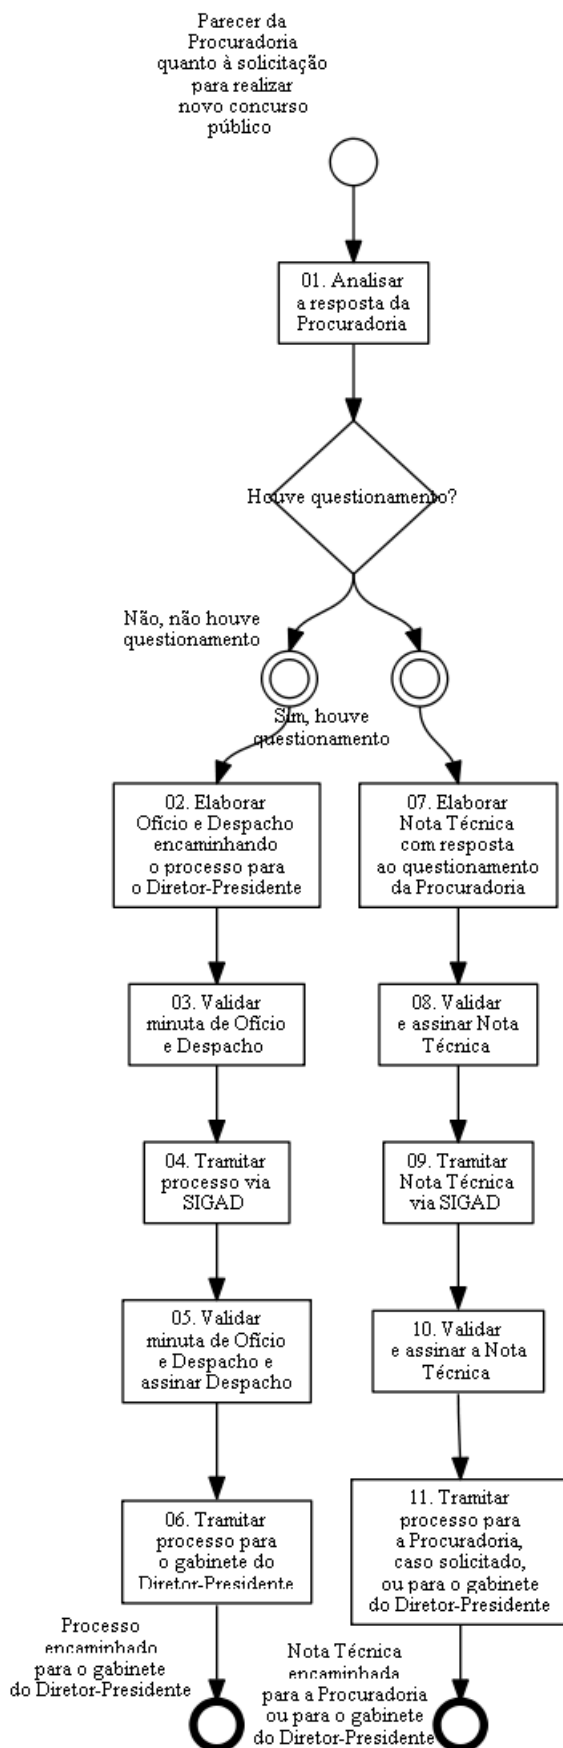 Parecer da
Procuradoria
quanto à solicitação
para realizar
novo concurso
público
01. Analisar
a resposta da
Procuradoria
Houve questionamento?
Não, não houve
questionamento
Sim, houve
questionamento
02. Elaborar
Ofício e Despacho
encaminhando
o processo para
o Diretor-Presidente
07. Elaborar
Nota Técnica
com resposta
ao questionamento
da Procuradoria
03. Validar
minuta de Ofício
e Despacho
08. Validar
e assinar Nota
Técnica
04. Tramitar
processo via
SIGAD
09. Tramitar
Nota Técnica
via SIGAD
05. Validar
minuta de Ofício
e Despacho e
assinar Despacho
10. Validar
e assinar a Nota
Técnica
06. Tramitar
processo para
o gabinete do
Diretor-Presidente
11. Tramitar
processo para
a Procuradoria,
caso solicitado,
ou para o gabinete
do Diretor-Presidente
Processo
encaminhado
para o gabinete
do Diretor-Presidente
Nota Técnica
encaminhada
para a Procuradoria
ou para o gabinete
do Diretor-Presidente